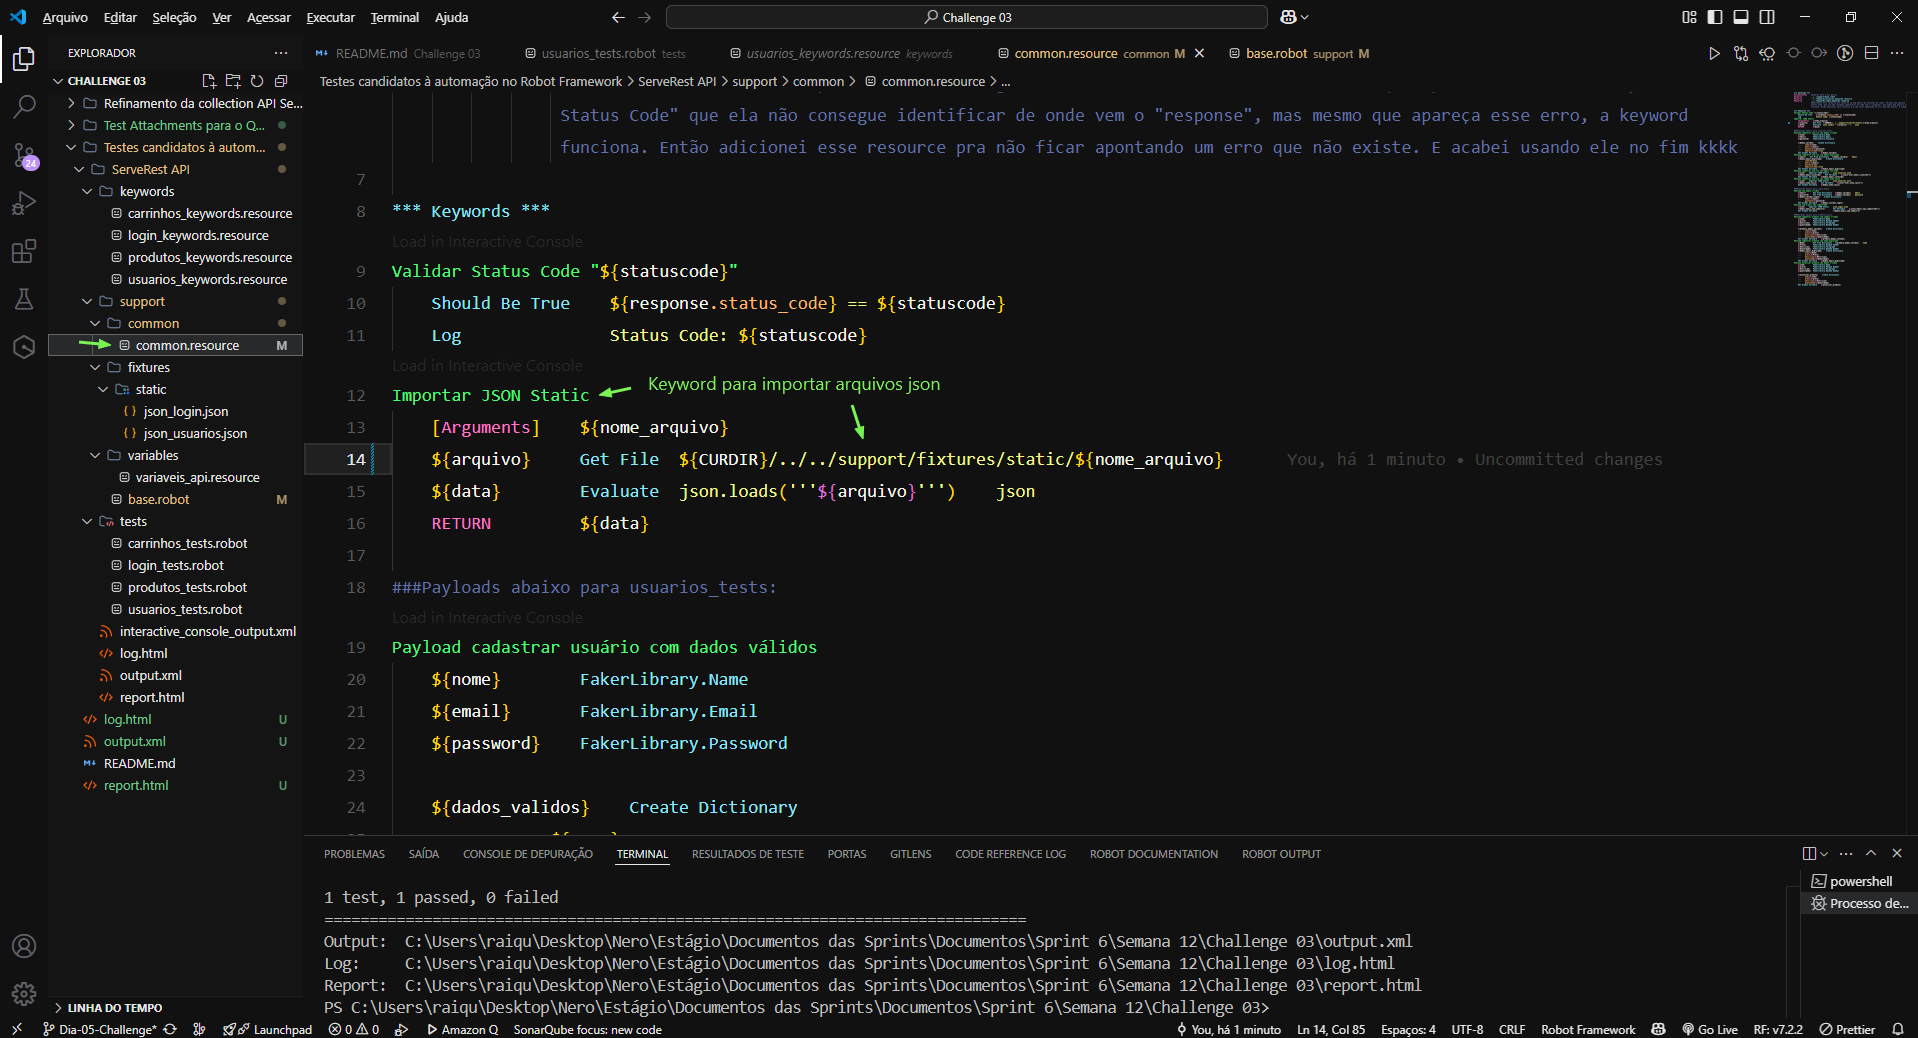 Arquivo Editar Seleção Ver Acessar Executar Terminal Ajuda
Challenge 03
EXPLORADOR
CHALLENGE 03
Refinamento da collection API Se...
Test Attachments para o Q...
Testes candidatos à autom...
ServeRest API
keywords
carrinhos_keywords.resource
login_keywords.resource
produtos_keywords.resource
usuarios_keywords.resource
support
common
common.resource M
fixtures
static
json_login.json
json_usuarios.json
variables
variaveis_api.resource
base.robot M
tests
carrinhos_tests.robot
login_tests.robot
produtos_tests.robot
usuarios_tests.robot
interactive_console_output.xml
log.html
output.xml
report.html
log.html U
output.xml U
README.md
report.html U
LINHA DO TEMPO
24
README.md Challenge 03
usuarios_tests.robot tests
usuarios_keywords.resource keywords
common.resource common M
base.robot support M
Testes candidatos à automação no Robot Framework > ServeRest API > support > common > common.resource > ...
Status Code" que ela não consegue identificar de onde vem o "response", mas mesmo que apareça esse erro, a keyword
funciona. Então adicionei esse resource pra não ficar apontando um erro que não existe. E acabei usando ele no fim kkkk
7
8 *** Keywords ***
Load in Interactive Console
9 Validar Status Code "${statuscode}"
10 Should Be True ${response.status_code} == ${statuscode}
11 Log Status Code: ${statuscode}
Load in Interactive Console
Keyword para importar arquivos json
12 Importar JSON Static
13 [Arguments] ${nome_arquivo}
14 ${arquivo} Get File ${CURDIR}/../../support/fixtures/static/${nome_arquivo} You, há 1 minuto • Uncommitted changes
15 ${data} Evaluate json.loads('''${arquivo}''') json
16 RETURN ${data}
17
18 ###Payloads abaixo para usuarios_tests:
Load in Interactive Console
19 Payload cadastrar usuário com dados válidos
20 ${nome} FakerLibrary.Name
21 ${email} FakerLibrary.Email
22 ${password} FakerLibrary.Password
23
24 ${dados_validos} Create Dictionary
PROBLEMAS SAÍDA CONSOLE DE DEPURAÇÃO TERMINAL RESULTADOS DE TESTE PORTAS GITLENS CODE REFERENCE LOG ROBOT DOCUMENTATION ROBOT OUTPUT
1 test, 1 passed, 0 failed
==============================================================================
Output: C:\Users\raiqu\Desktop\Nero\Estágio\Documentos das Sprints\Documentos\Sprint 6\Semana 12\Challenge 03\output.xml
Log: C:\Users\raiqu\Desktop\Nero\Estágio\Documentos das Sprints\Documentos\Sprint 6\Semana 12\Challenge 03\log.html
Report: C:\Users\raiqu\Desktop\Nero\Estágio\Documentos das Sprints\Documentos\Sprint 6\Semana 12\Challenge 03\report.html
PS C:\Users\raiqu\Desktop\Nero\Estágio\Documentos das Sprints\Documentos\Sprint 6\Semana 12\Challenge 03>
powershell
Processo de...
Dia-05-Challenge* Launchpad 0 0 Amazon Q SonarQube focus: new code You, há 1 minuto Ln 14, Col 85 Espaços: 4 UTF-8 CRLF Robot Framework Go Live RF: v7.2.2 Prettier